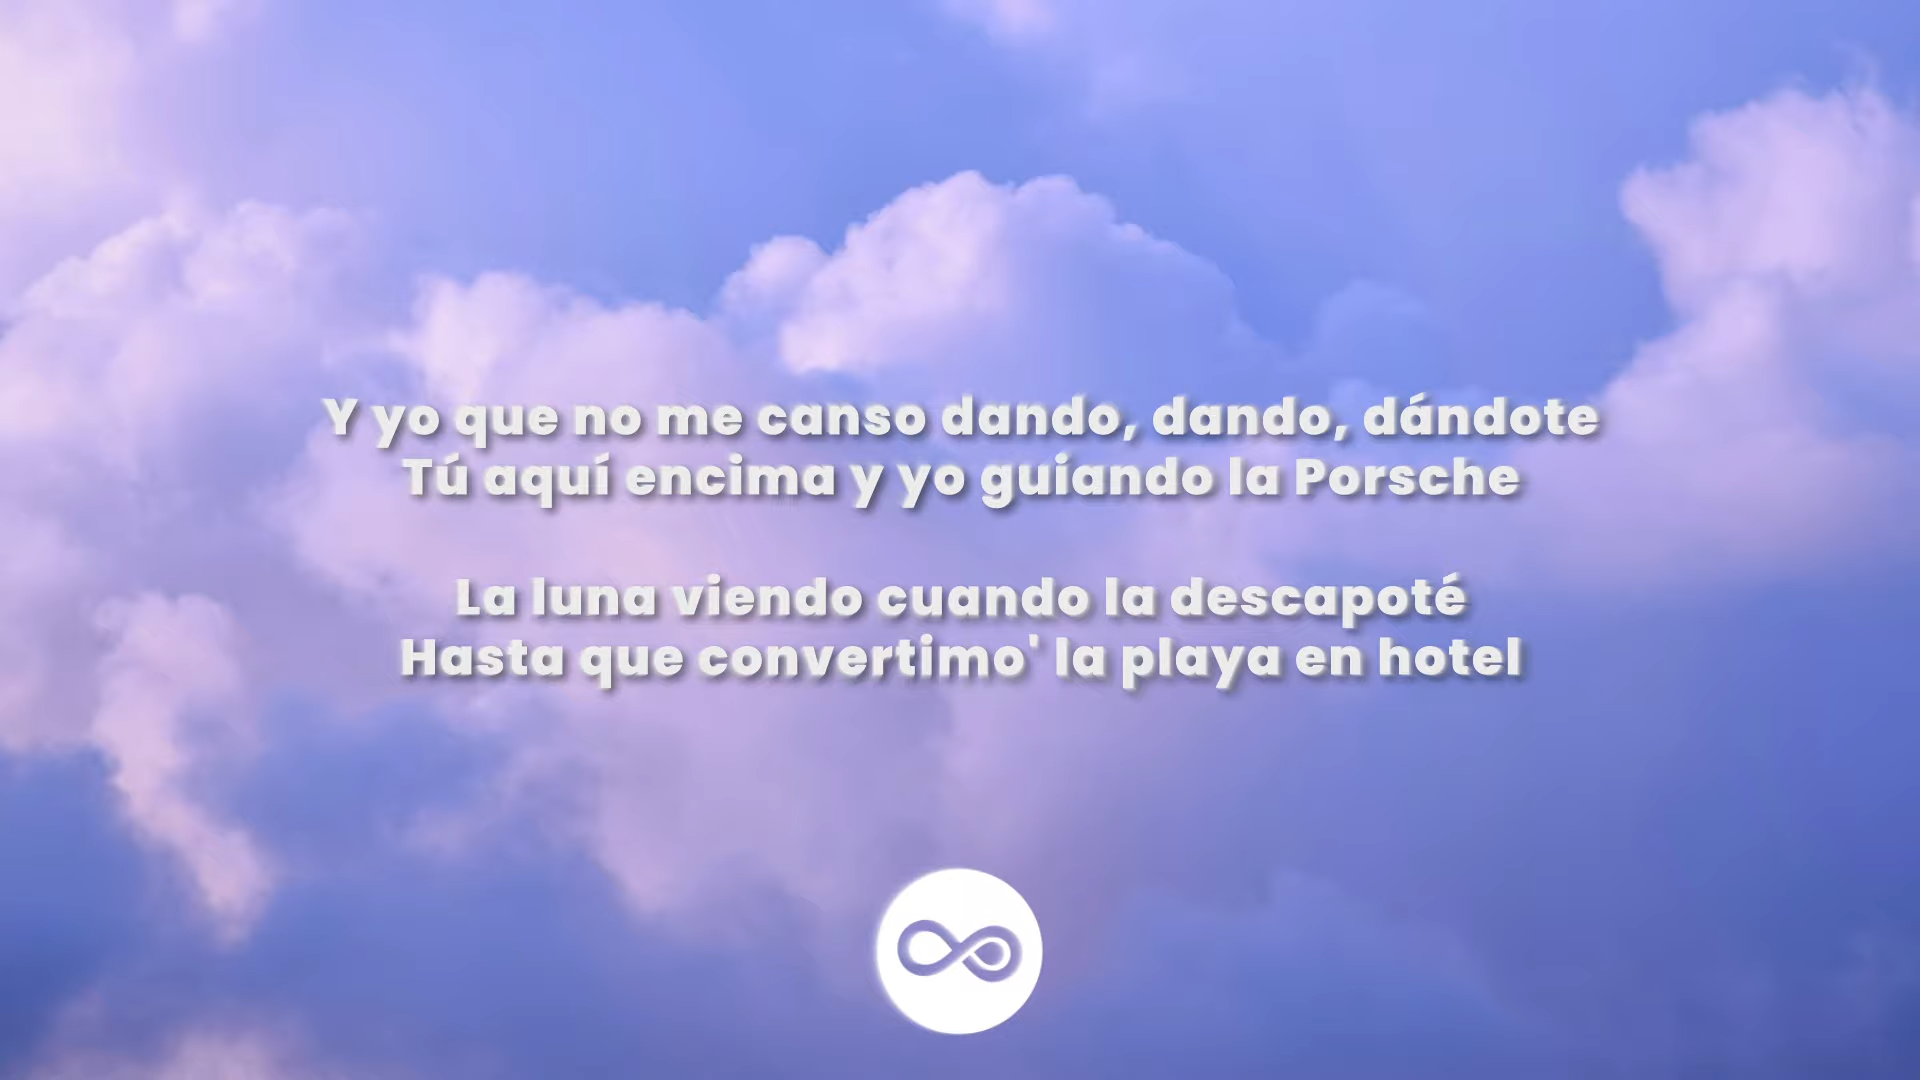 Y yo que no me canso dando, dando, dándote
Tú aquí encima y yo guiando la Porsche
La luna viendo cuando la descapoté
Hasta que convertimo' la playa en hotel